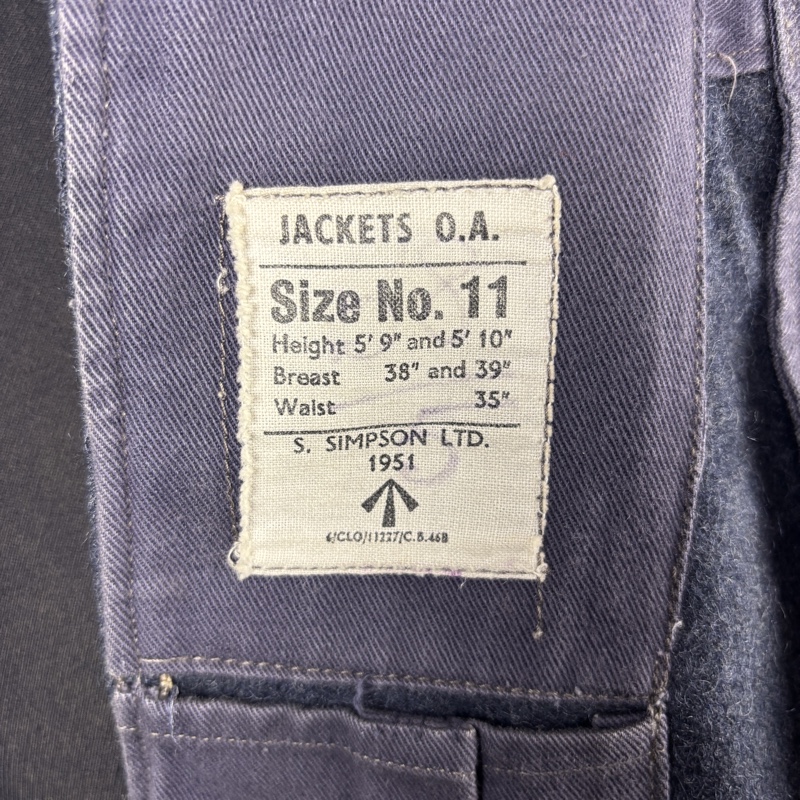 JACKETS O.A.
Size No. 11
Height 5' 9" and 5' 10"
Breast 38" and 39"
Waist 35"
S. SIMPSON LTD.
1951
6/CLO/11227/C.B.46B